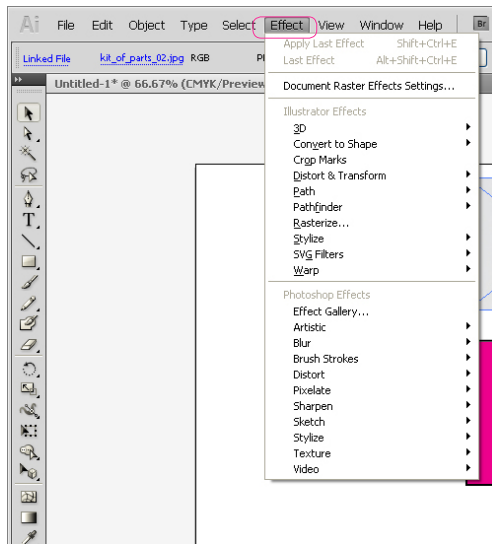 Ai File Edit Object Type Select Effect View Window Help Br
Linked File kit_of_parts_02.jpg RGB
Untitled-1* @ 66.67% (CMYK/Preview
Apply Last Effect Shift+Ctrl+E
Last Effect Alt+Shift+Ctrl+E
Document Raster Effects Settings...
Illustrator Effects
3D
Convert to Shape
Crop Marks
Distort & Transform
Path
Pathfinder
Rasterize...
Stylize
SVG Filters
Warp
Photoshop Effects
Effect Gallery...
Artistic
Blur
Brush Strokes
Distort
Pixelate
Sharpen
Sketch
Stylize
Texture
Video